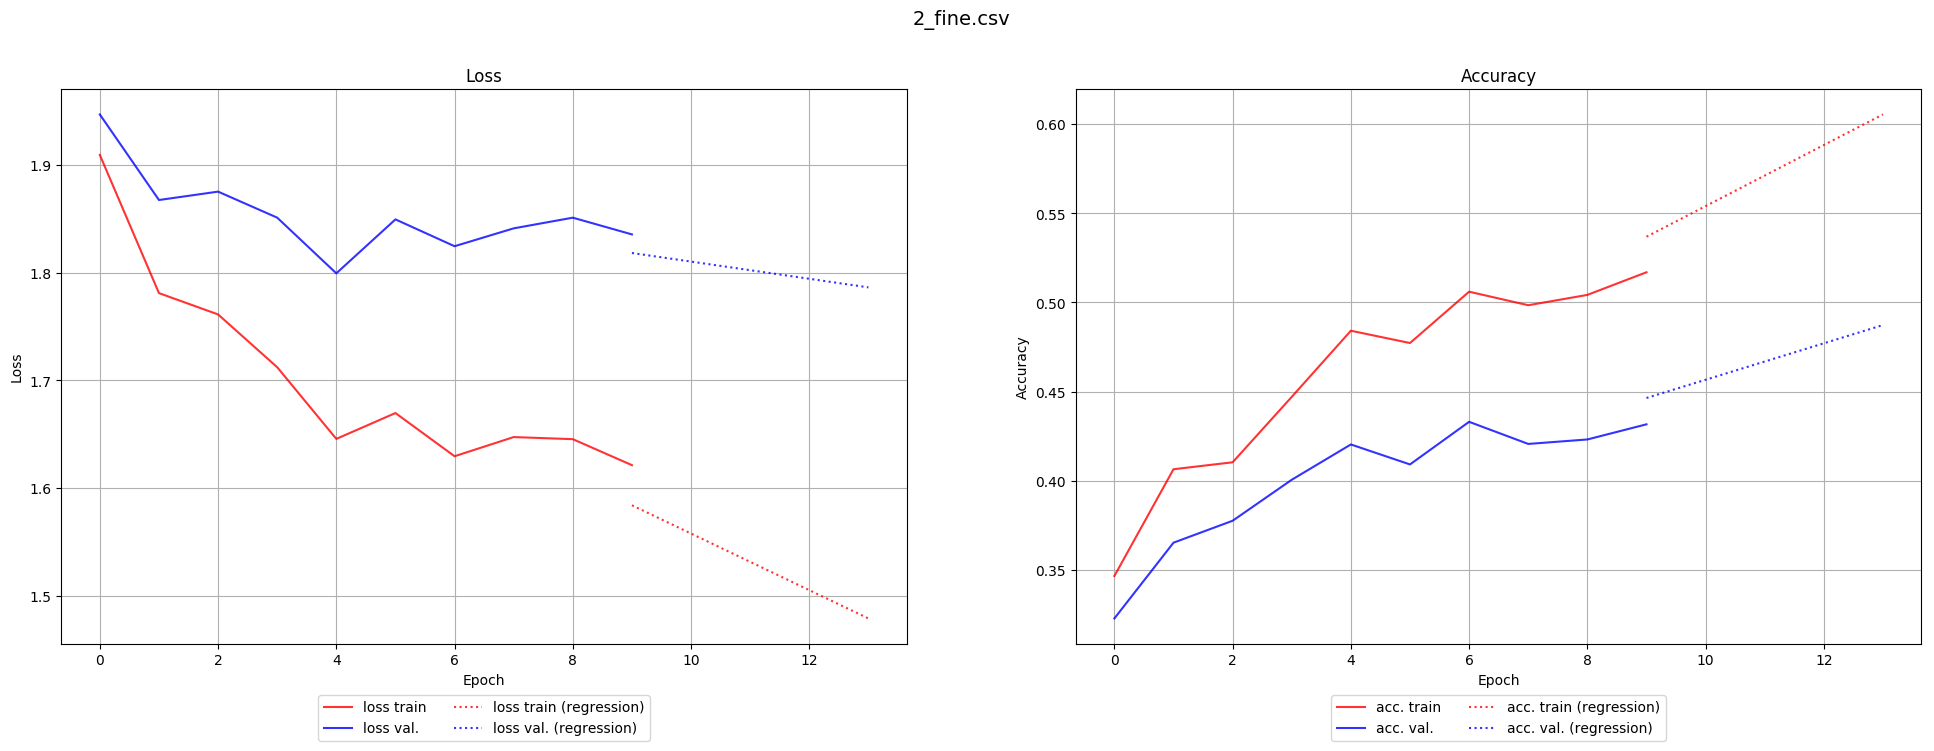 2_fine.csv
Loss
Loss
1.9
1.8
1.7
1.6
1.5
0 2 4 6 8 10 12
Epoch
loss train
loss val.
loss train (regression)
loss val. (regression)
Accuracy
Accuracy
0.60
0.55
0.50
0.45
0.40
0.35
0 2 4 6 8 10 12
Epoch
acc. train
acc. val.
acc. train (regression)
acc. val. (regression)